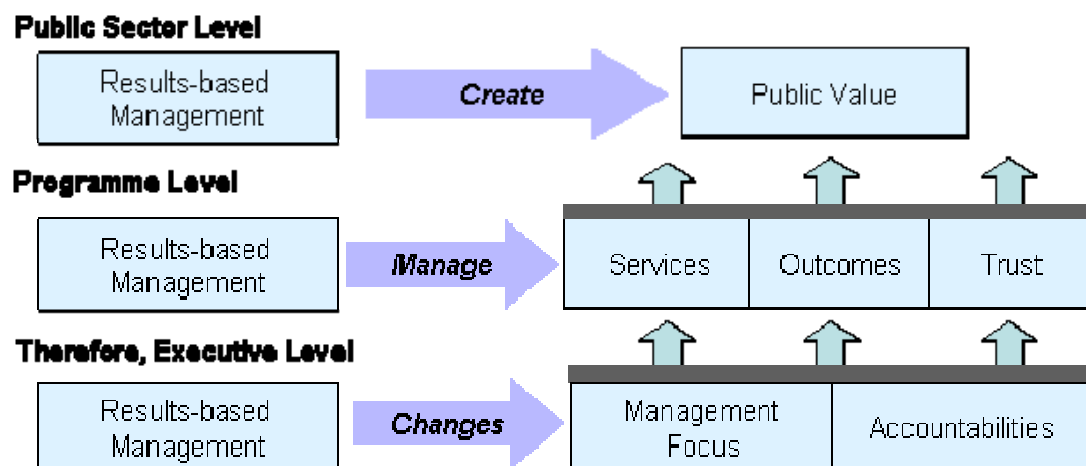 Public Sector Level
Results-based
Management
Create
Public Value
Programme Level
Results-based
Management
Manage
Services
Outcomes
Trust
Therefore, Executive Level
Results-based
Management
Changes
Management
Focus
Accountabilities